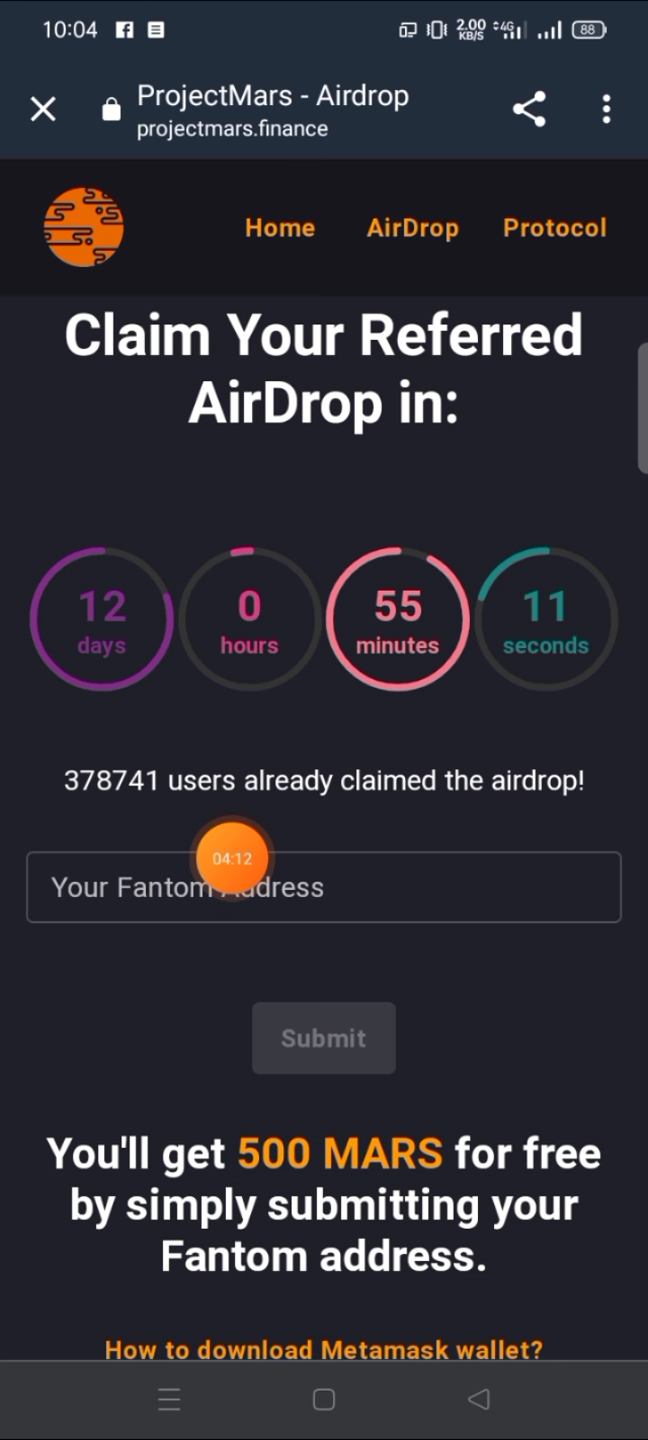 10:04 2.00 KB/S 4G 88
ProjectMars - Airdrop
projectmars.finance
Home AirDrop Protocol
Claim Your Referred
AirDrop in:
12 0 55 11
days hours minutes seconds
378741 users already claimed the airdrop!
04:12
Your Fantom Address
Submit
You'll get 500 MARS for free
by simply submitting your
Fantom address.
How to download Metamask wallet?